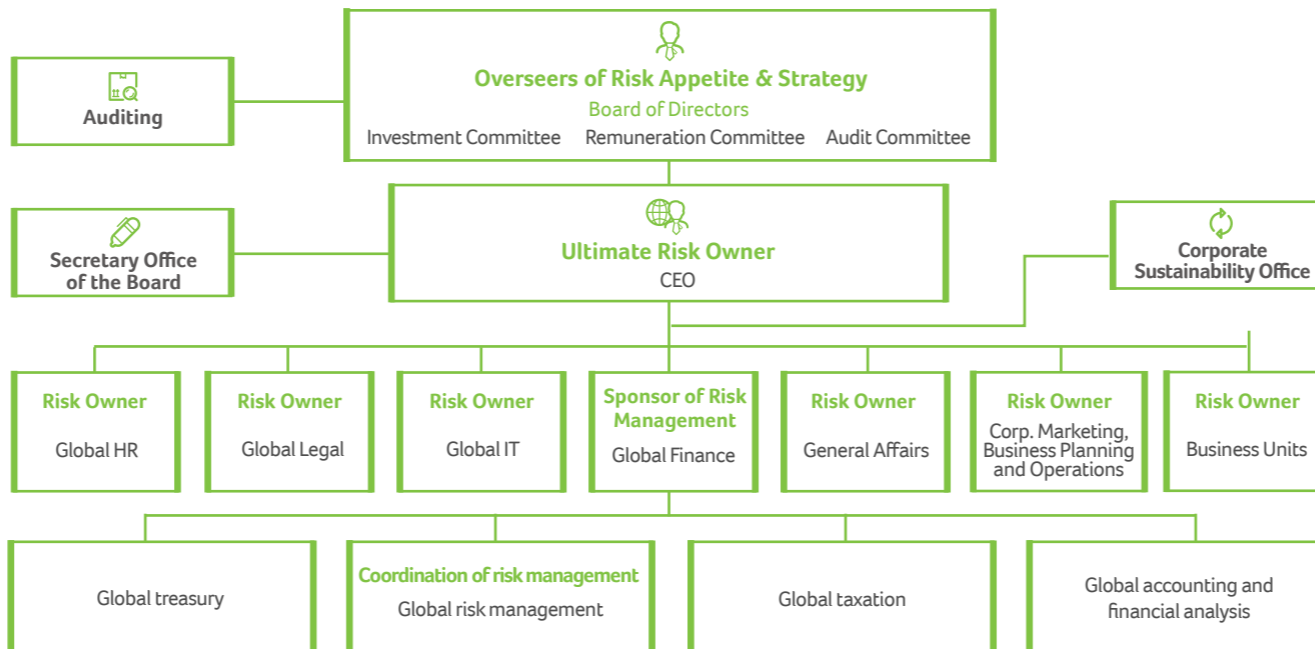 Overseers of Risk Appetite & Strategy
Board of Directors
Investment Committee Remuneration Committee Audit Committee
Auditing
Ultimate Risk Owner
CEO
Secretary Office
of the Board
Corporate
Sustainability Office
Risk Owner
Global HR
Risk Owner
Global Legal
Risk Owner
Global IT
Sponsor of Risk
Management
Global Finance
Risk Owner
General Affairs
Risk Owner
Corp. Marketing,
Business Planning
and Operations
Risk Owner
Business Units
Global treasury
Coordination of risk management
Global risk management
Global taxation
Global accounting and
financial analysis